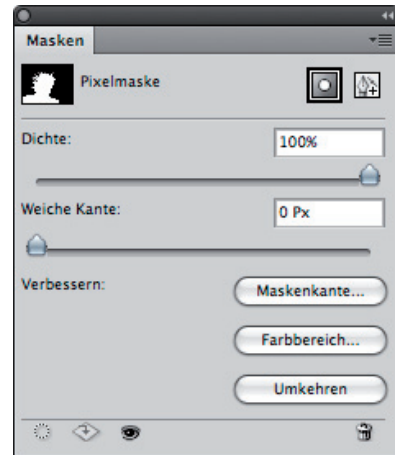 Masken
Pixelmaske
Dichte: 100%
Weiche Kante: 0 Px
Verbessern: Maskenkante...
Farbbereich...
Umkehren